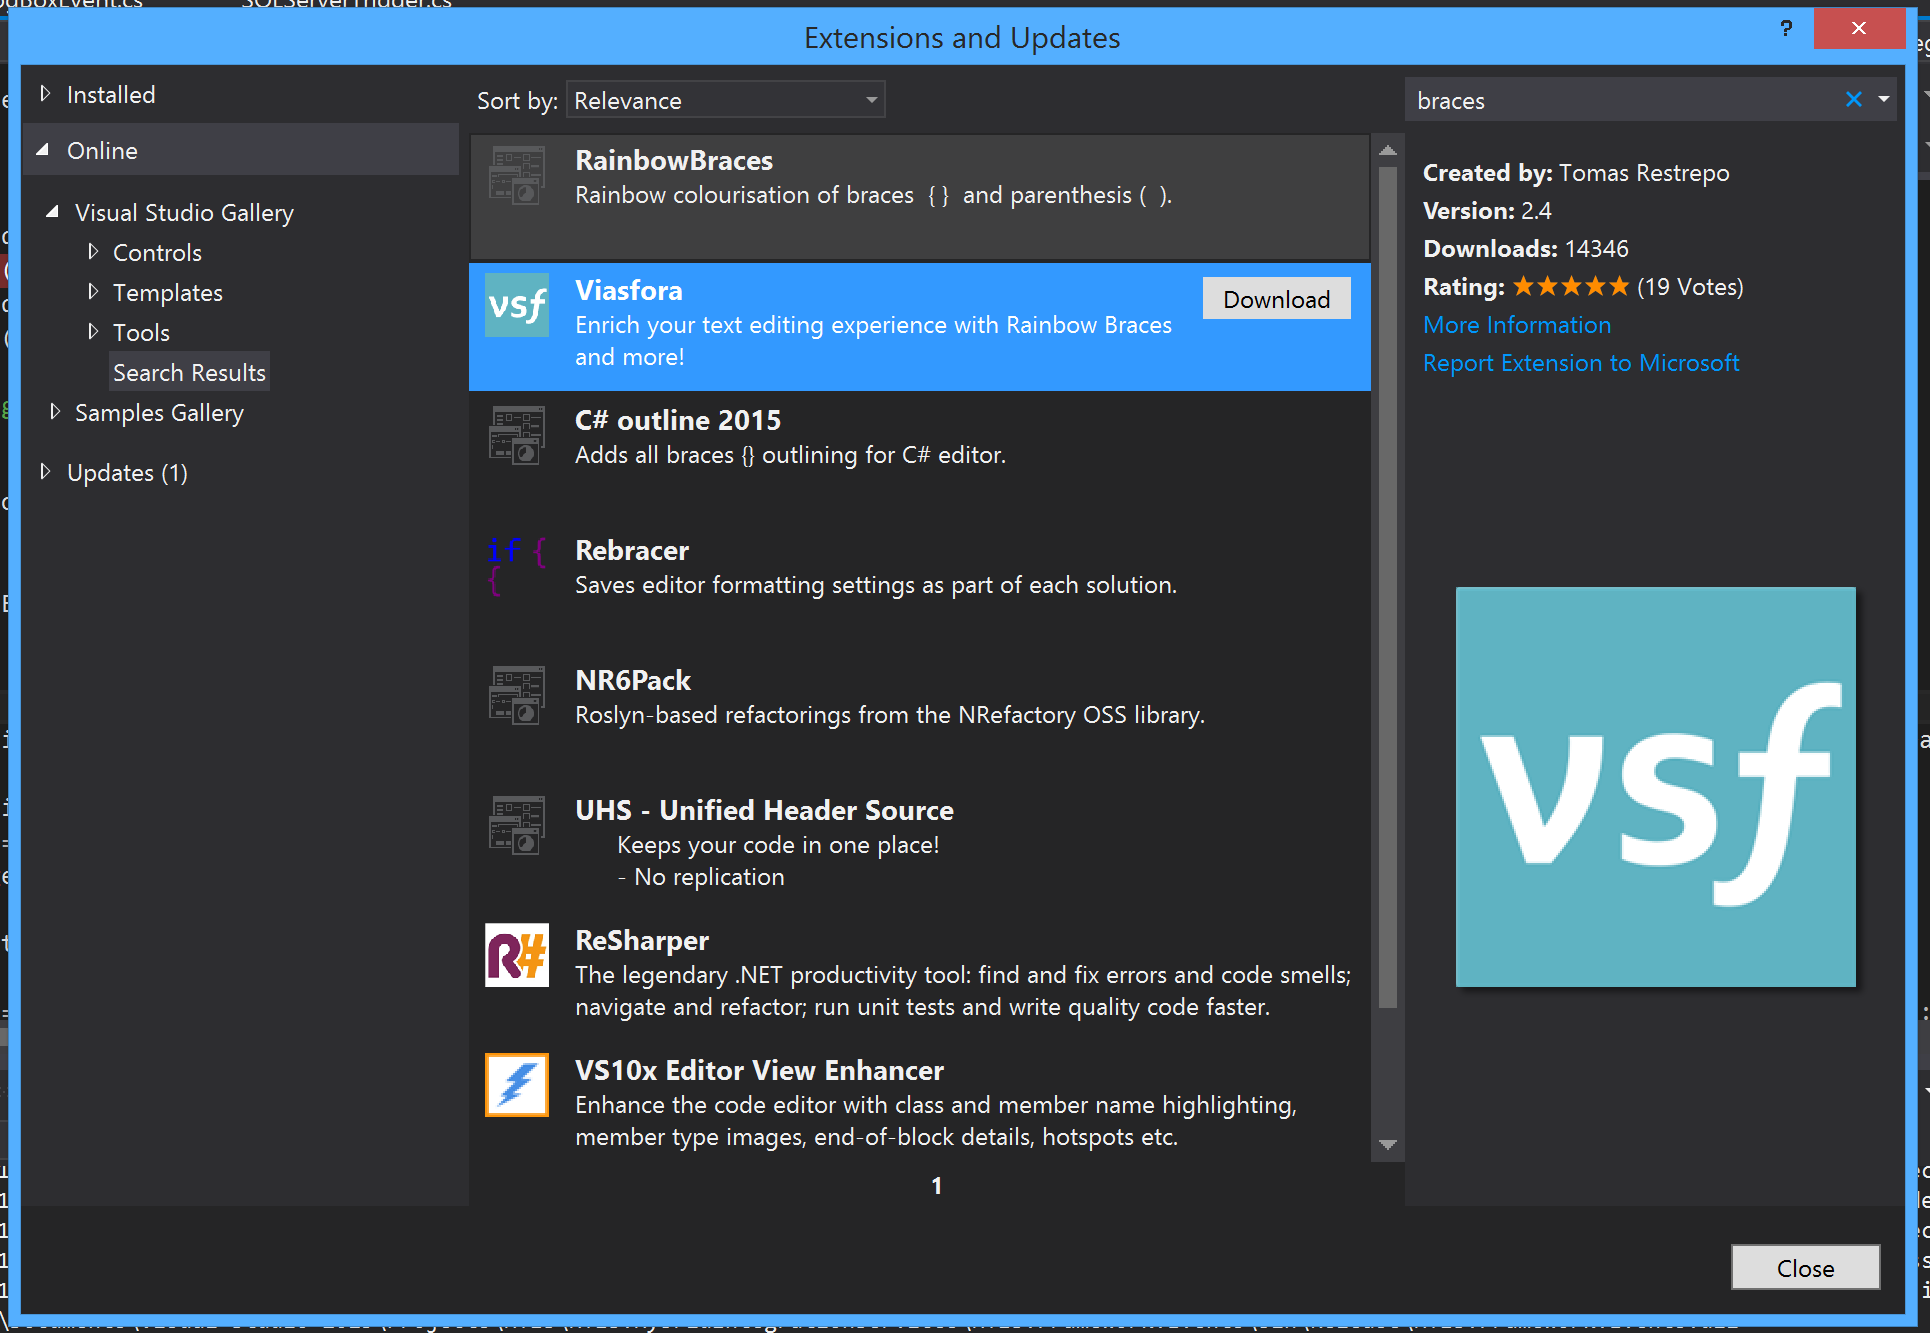 SQLServerTrigger.cs
Extensions and Updates
?
Installed
Online
Visual Studio Gallery
Controls
Templates
Tools
Search Results
Samples Gallery
Updates (1)
Sort by: Relevance
RainbowBraces
Rainbow colourisation of braces { } and parenthesis ( ).
vsf
Viasfora
Enrich your text editing experience with Rainbow Braces
and more!
Download
C# outline 2015
Adds all braces {} outlining for C# editor.
if {
{
Rebracer
Saves editor formatting settings as part of each solution.
NR6Pack
Roslyn-based refactorings from the NRefactory OSS library.
UHS - Unified Header Source
Keeps your code in one place!
- No replication
R#
ReSharper
The legendary .NET productivity tool: find and fix errors and code smells;
navigate and refactor; run unit tests and write quality code faster.
VS10x Editor View Enhancer
Enhance the code editor with class and member name highlighting,
member type images, end-of-block details, hotspots etc.
1
braces
Created by: Tomas Restrepo
Version: 2.4
Downloads: 14346
Rating: (19 Votes)
More Information
Report Extension to Microsoft
vsf
Close